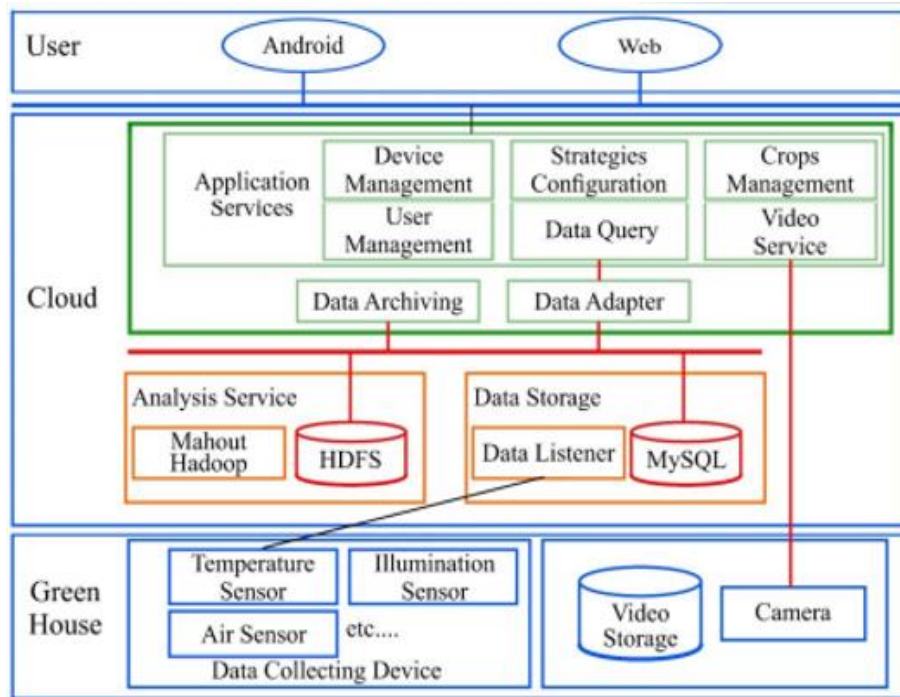 User
Android
Web
Cloud
Application
Services
Device
Management
Strategies
Configuration
Crops
Management
User
Management
Data Query
Video
Service
Data Archiving
Data Adapter
Analysis Service
Mahout
Hadoop
HDFS
Data Storage
Data Listener
MySQL
Green
House
Temperature
Sensor
Illumination
Sensor
Air Sensor
etc....
Data Collecting Device
Video
Storage
Camera